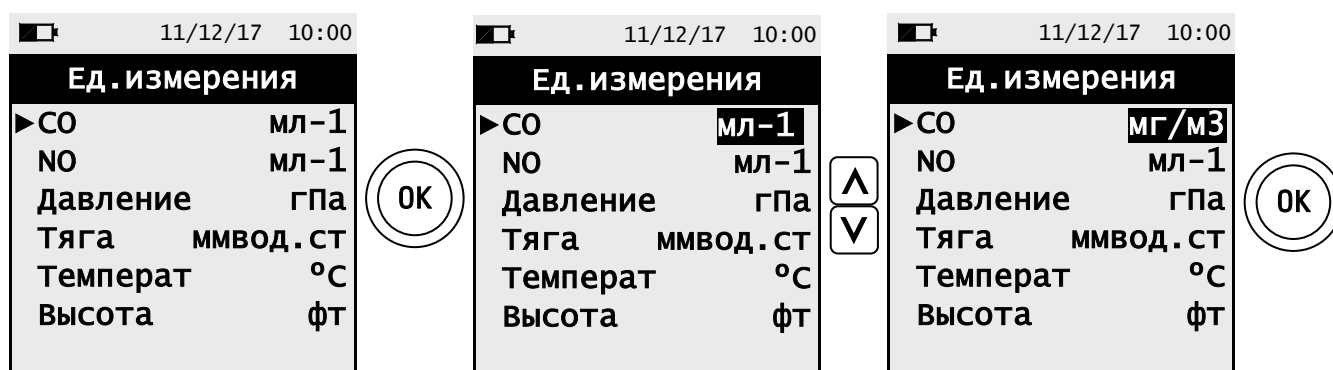 11/12/17 10:00
Ед.измерения
►CO мл-1
NO мл-1
Давление гПа
Тяга ммвод.ст
Температ ºC
Высота фт
OK
11/12/17 10:00
Ед.измерения
►CO мл-1
NO мл-1
Давление гПа
Тяга ммвод.ст
Температ ºC
Высота фт
11/12/17 10:00
Ед.измерения
►CO мг/м3
NO мл-1
Давление гПа
Тяга ммвод.ст
Температ ºC
Высота фт
OK